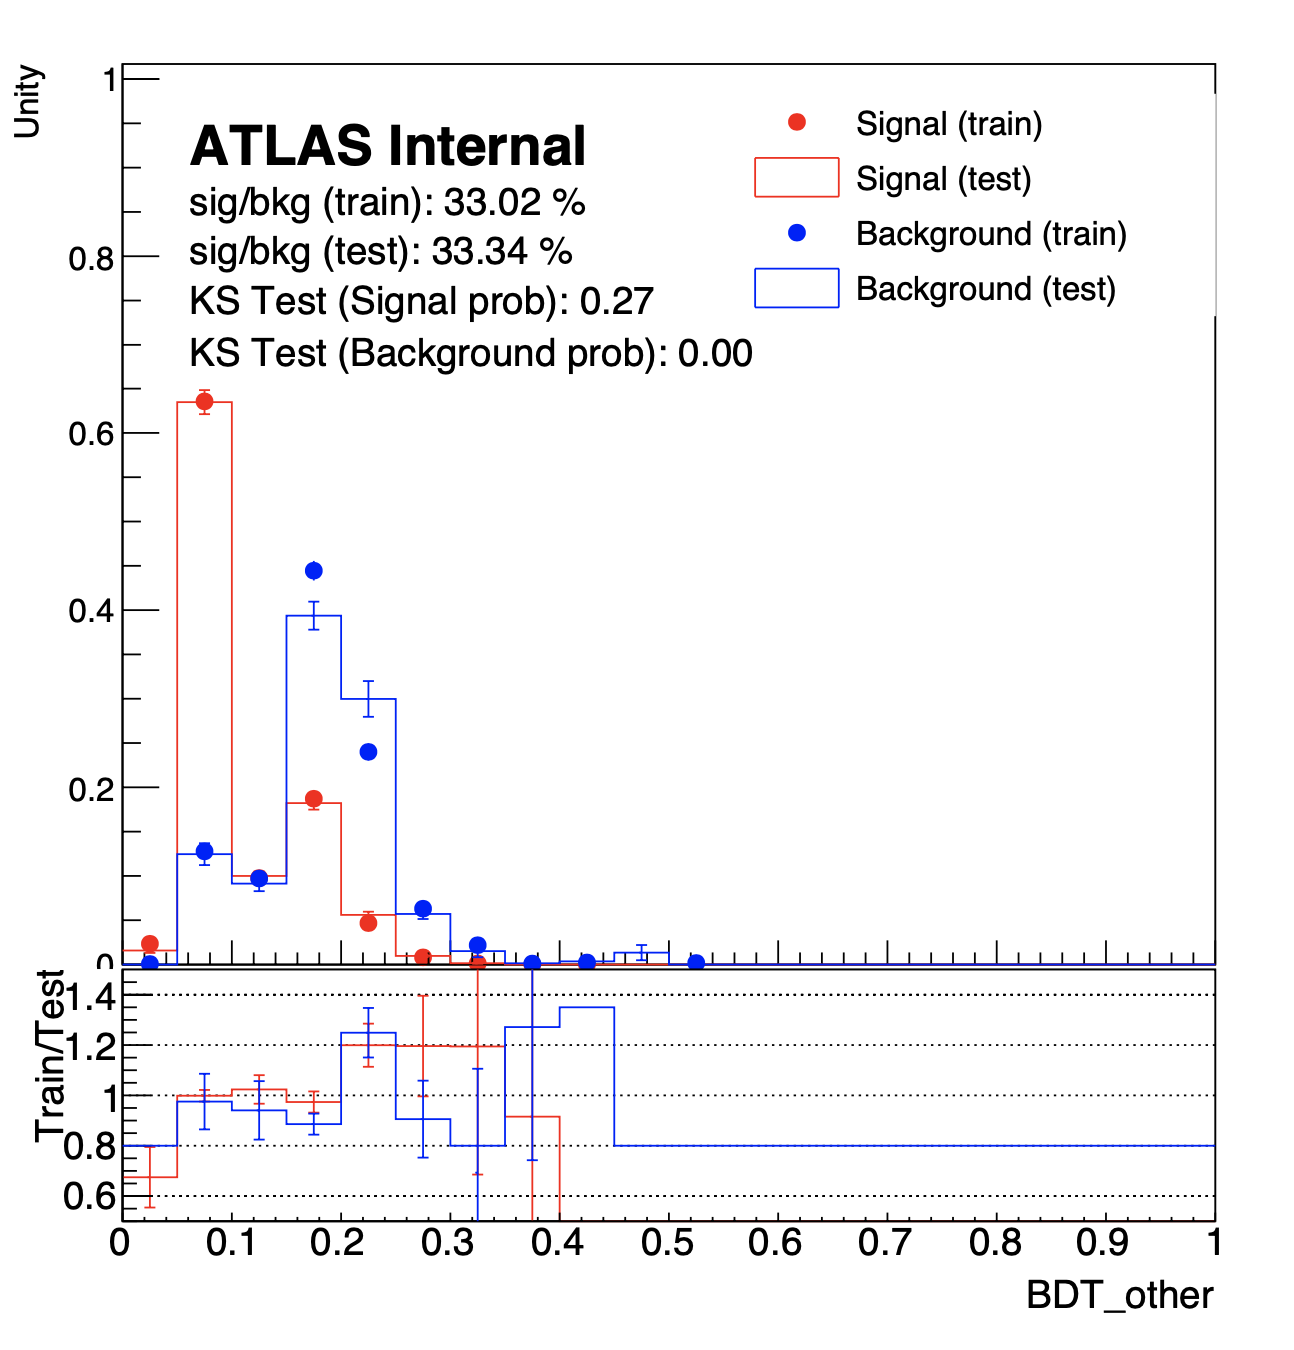 Unity
1
0.8
0.6
0.4
0.2
0
ATLAS Internal
sig/bkg (train): 33.02 %
sig/bkg (test): 33.34 %
KS Test (Signal prob): 0.27
KS Test (Background prob): 0.00
Signal (train)
Signal (test)
Background (train)
Background (test)
Train/Test
1.4
1.2
1
0.8
0.6
0 0.1 0.2 0.3 0.4 0.5 0.6 0.7 0.8 0.9 1
BDT_other